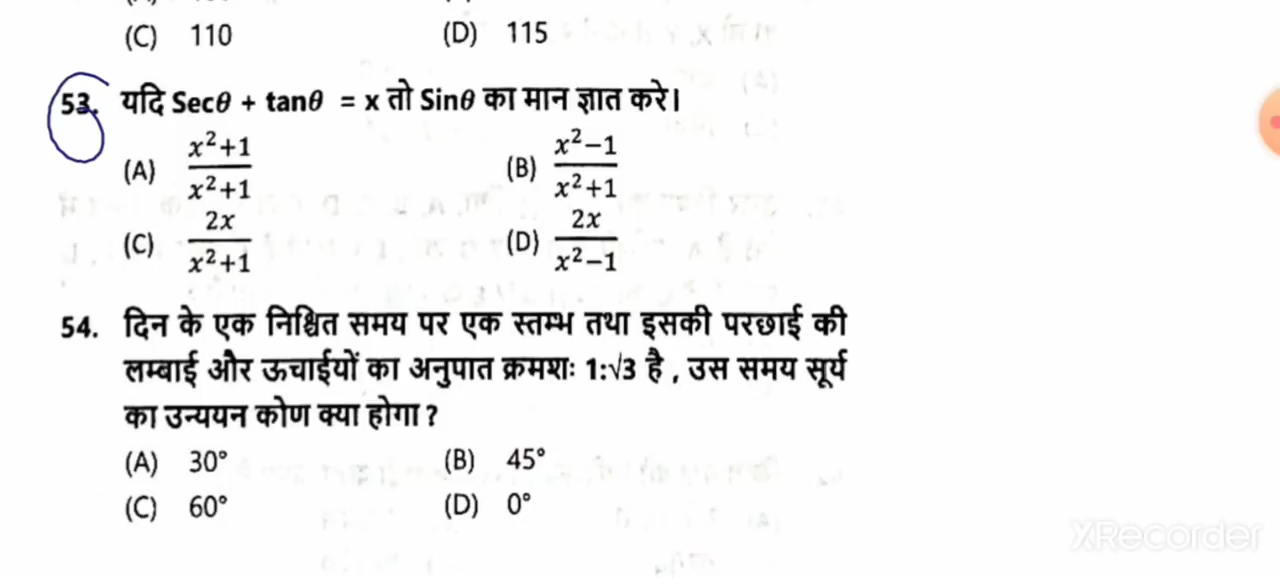 (C) 110 (D) 115
53. यदि Secθ + tanθ = x तो Sinθ का मान ज्ञात करे।
(A) x²+1/x²+1 (B) x²−1/x²+1
(C) 2x/x²+1 (D) 2x/x²−1
54. दिन के एक निश्चित समय पर एक स्तम्भ तथा इसकी परछाई की
लम्बाई और ऊचाईयों का अनुपात क्रमशः 1:√3 है , उस समय सूर्य
का उन्ययन कोण क्या होगा ?
(A) 30° (B) 45°
(C) 60° (D) 0°
XRecorder